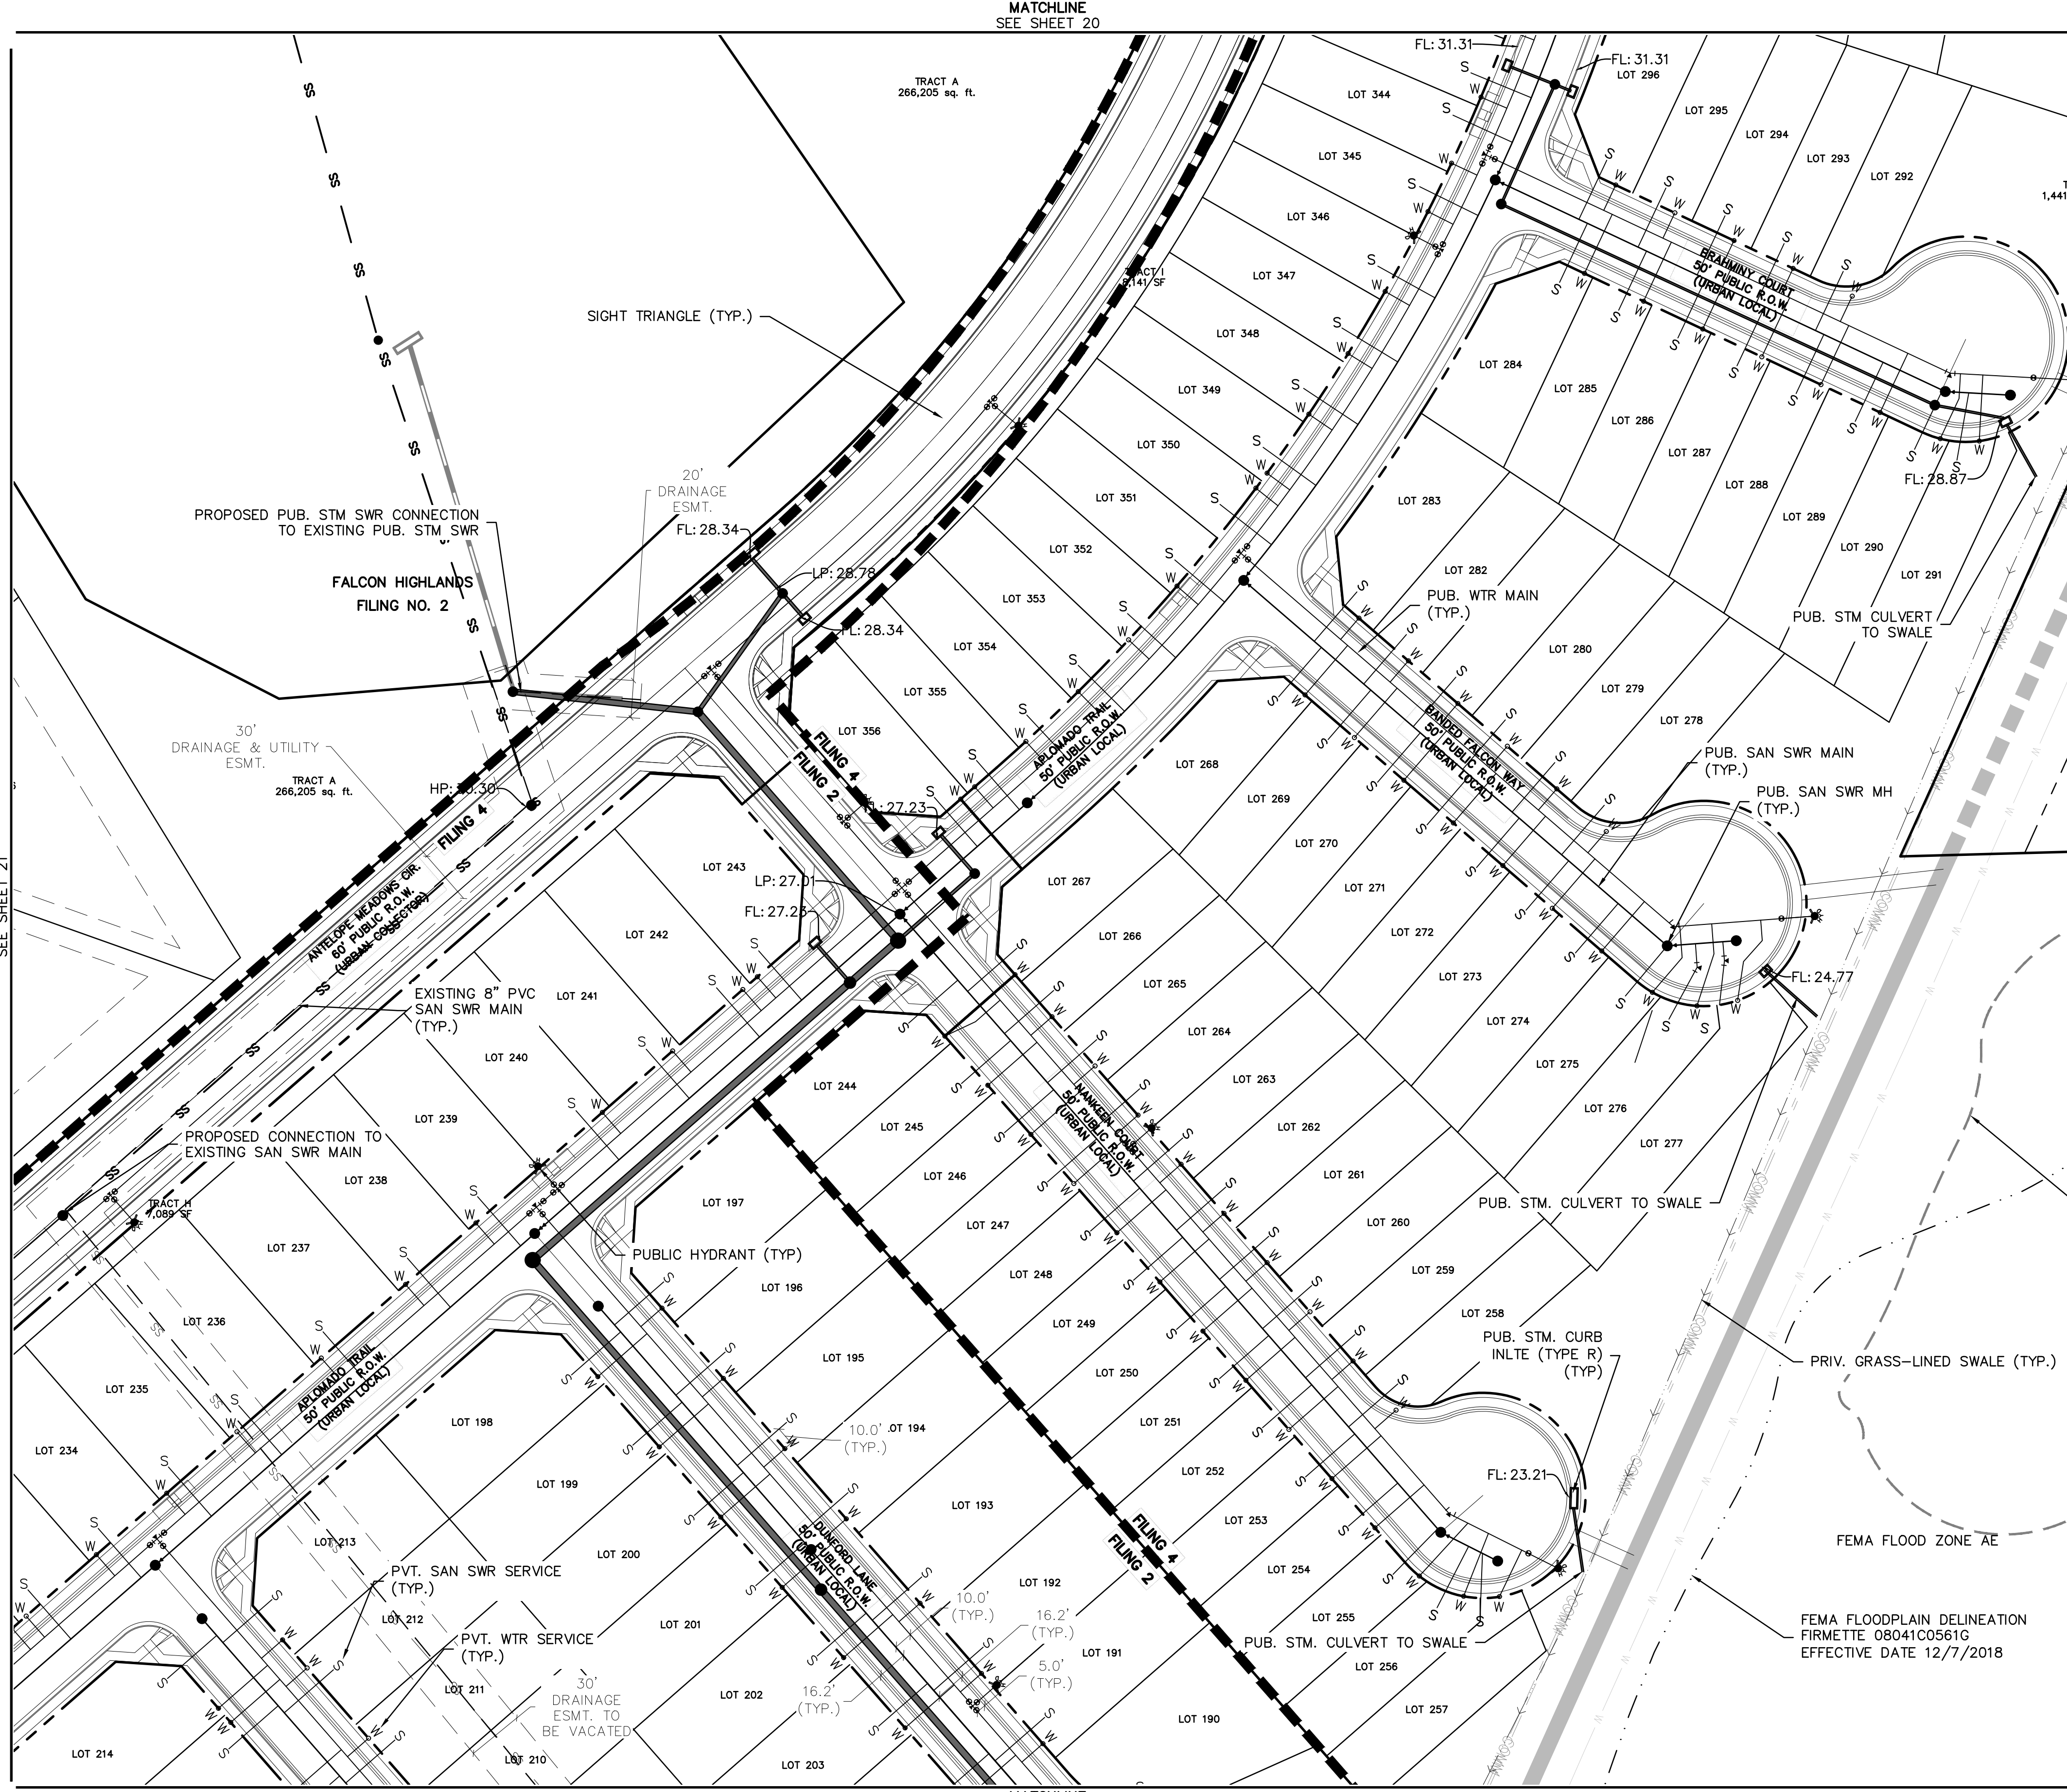 MATCHLINE
SEE SHEET 20
TRACT A
266,205 sq. ft.
FL: 31.31
FL: 31.31
LOT 296
LOT 295
LOT 294
LOT 293
LOT 292
LOT 344
LOT 345
LOT 346
LOT 347
LOT 348
LOT 349
LOT 350
LOT 351
LOT 352
LOT 353
LOT 354
LOT 355
LOT 356
1,441
BRAHMINY COURT
50' PUBLIC R.O.W.
(URBAN LOCAL)
SIGHT TRIANGLE (TYP.)
LOT 284
LOT 285
LOT 286
LOT 287
LOT 288
LOT 289
LOT 290
LOT 291
FL: 28.87
LOT 283
LOT 282
LOT 280
LOT 279
LOT 278
20'
DRAINAGE
ESMT.
PROPOSED PUB. STM SWR CONNECTION
TO EXISTING PUB. STM SWR
FL: 28.34
LP: 28.78
FL: 28.34
FALCON HIGHLANDS
FILING NO. 2
PUB. WTR MAIN
(TYP.)
PUB. STM CULVERT
TO SWALE
30'
DRAINAGE & UTILITY
ESMT.
TRACT A
266,205 sq. ft.
FILING 4
FILING 2
APLOMADO TRAIL
50' PUBLIC R.O.W.
(URBAN LOCAL)
BANDED FALCON WAY
50' PUBLIC R.O.W.
(URBAN LOCAL)
PUB. SAN SWR MAIN
(TYP.)
PUB. SAN SWR MH
(TYP.)
FILING 4
ANTELOPE MEADOWS CIR.
60' PUBLIC R.O.W.
(URBAN COLLECTOR)
SEE SHEET 21
LOT 268
LOT 269
LOT 270
LOT 271
LOT 272
LOT 273
LOT 274
LOT 275
LOT 276
LOT 277
LOT 243
LP: 27.01
FL: 27.23
LOT 242
LOT 241
LOT 240
LOT 239
LOT 238
LOT 237
LOT 236
LOT 235
LOT 234
LOT 267
LOT 266
LOT 265
LOT 264
LOT 263
LOT 262
LOT 261
LOT 260
LOT 259
LOT 258
FL: 24.77
EXISTING 8" PVC
SAN SWR MAIN
(TYP.)
PROPOSED CONNECTION TO
EXISTING SAN SWR MAIN
TRACT H
7,089 SF
NANKEEN COURT
50' PUBLIC R.O.W.
(URBAN LOCAL)
LOT 244
LOT 245
LOT 246
LOT 247
LOT 248
LOT 249
LOT 250
LOT 251
LOT 252
LOT 253
LOT 254
LOT 255
LOT 256
LOT 257
PUB. STM. CULVERT TO SWALE
PUBLIC HYDRANT (TYP)
LOT 197
LOT 196
LOT 195
LOT 193
LOT 192
LOT 191
LOT 190
PUB. STM. CURB
INLTE (TYPE R)
(TYP)
PRIV. GRASS-LINED SWALE (TYP.)
APLOMADO TRAIL
50' PUBLIC R.O.W.
(URBAN LOCAL)
10.0'
(TYP.)
FL: 23.21
FILING 4
FILING 2
LOT 198
LOT 199
LOT 200
LOT 201
LOT 202
LOT 203
DUNFORD LANE
50' PUBLIC R.O.W.
(URBAN LOCAL)
LOT 213
LOT 212
LOT 211
LOT 210
LOT 214
PVT. SAN SWR SERVICE
(TYP.)
PVT. WTR SERVICE
(TYP.)
30'
DRAINAGE
ESMT. TO
BE VACATED
10.0'
(TYP.)
16.2'
(TYP.)
5.0'
(TYP.)
16.2'
(TYP.)
PUB. STM. CULVERT TO SWALE
FEMA FLOOD ZONE AE
FEMA FLOODPLAIN DELINEATION
FIRMETTE 08041C0561G
EFFECTIVE DATE 12/7/2018